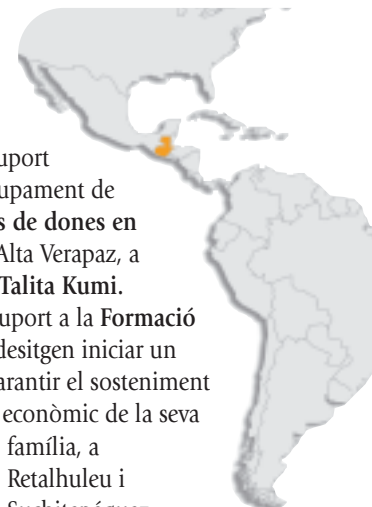 uport
upament de
s de dones en
Alta Verapaz, a
Talita Kumi.
uport a la Formació
desitgen iniciar un
arantir el sosteniment
econòmic de la seva
família, a
Retalhuleu i